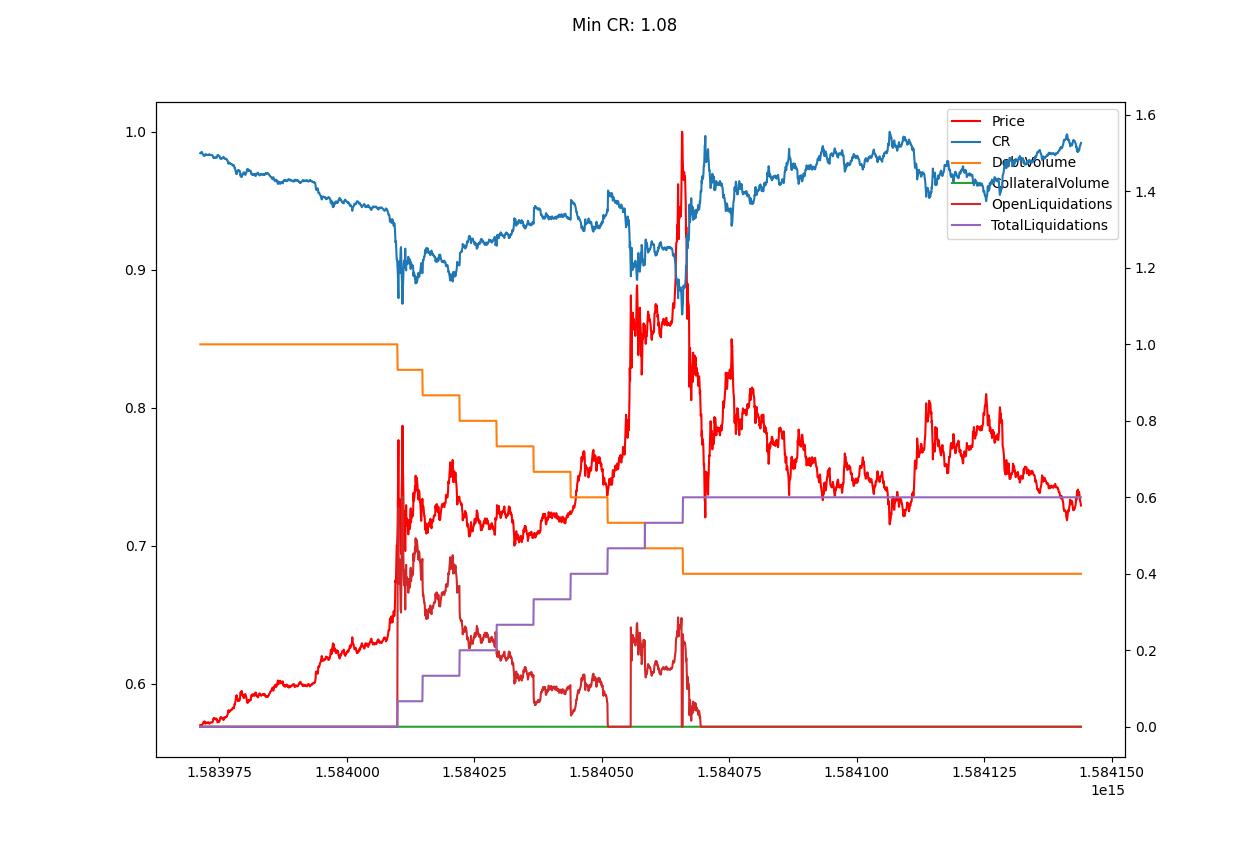 Min CR: 1.08
1.0
0.9
0.8
0.7
0.6
1.6
1.4
1.2
1.0
0.8
0.6
0.4
0.2
0.0
Price
CR
DebtVolume
CollateralVolume
OpenLiquidations
TotalLiquidations
1.583975 1.584000 1.584025 1.584050 1.584075 1.584100 1.584125 1.584150
1e15